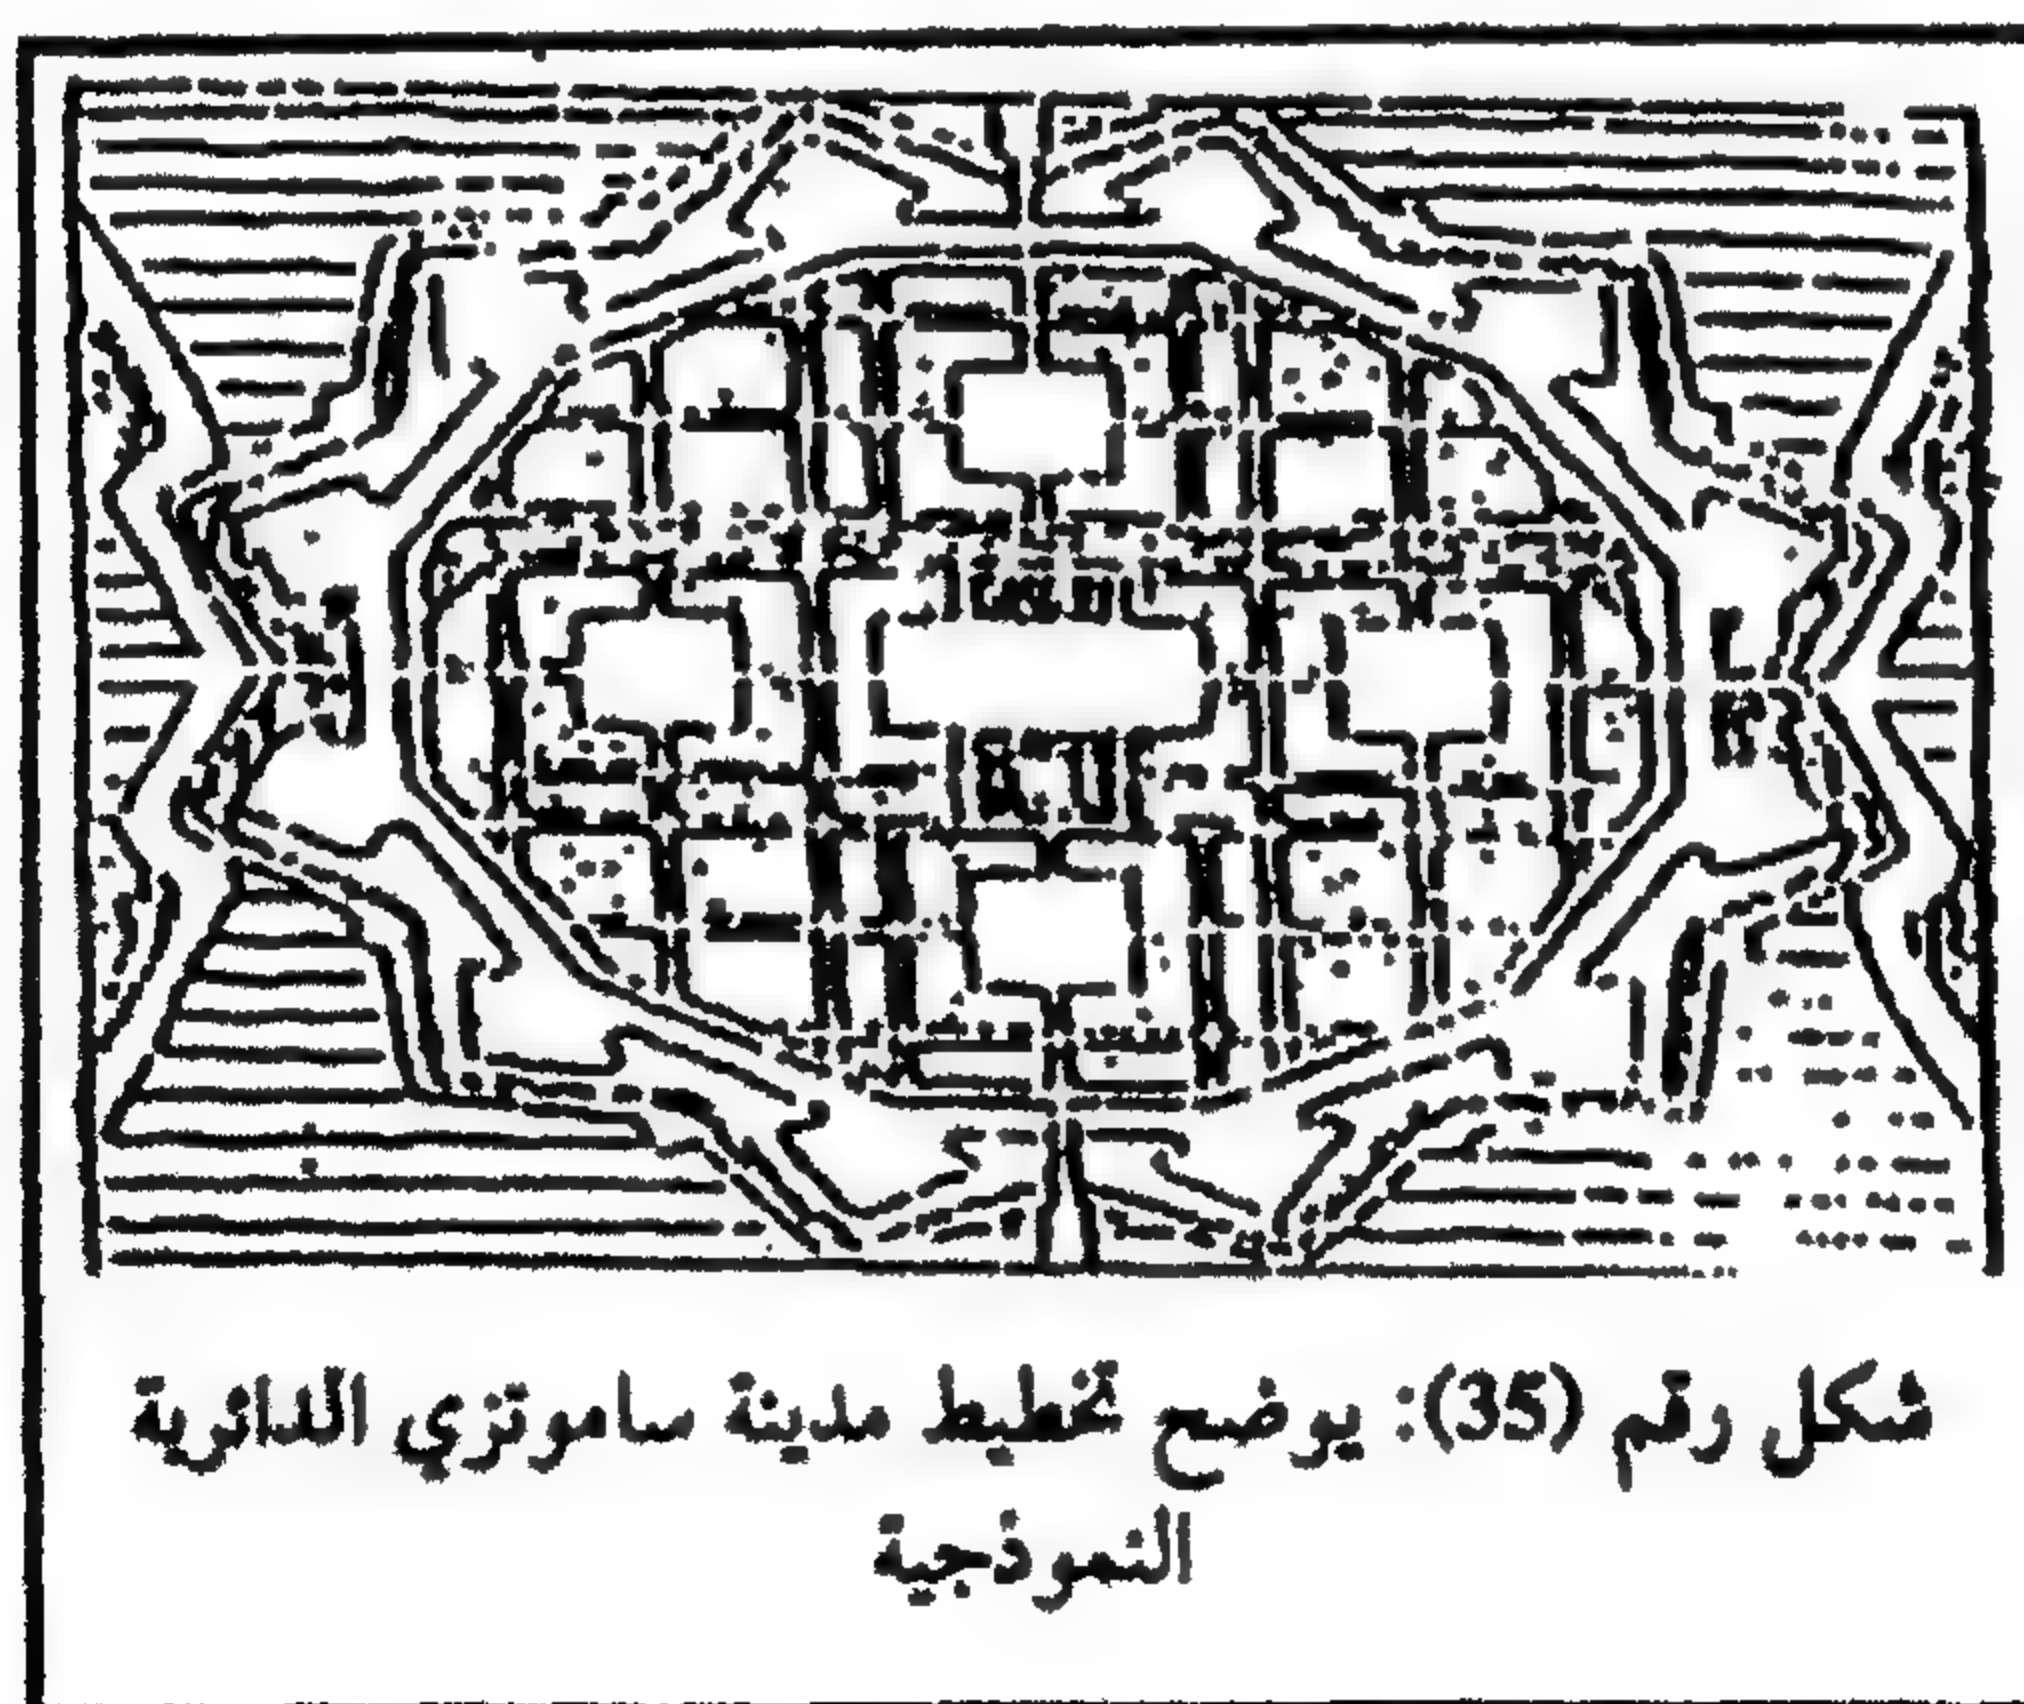 شكل رقم (35): يوضح تخطيط مدينة ساموتزي الدائرية
النموذجية